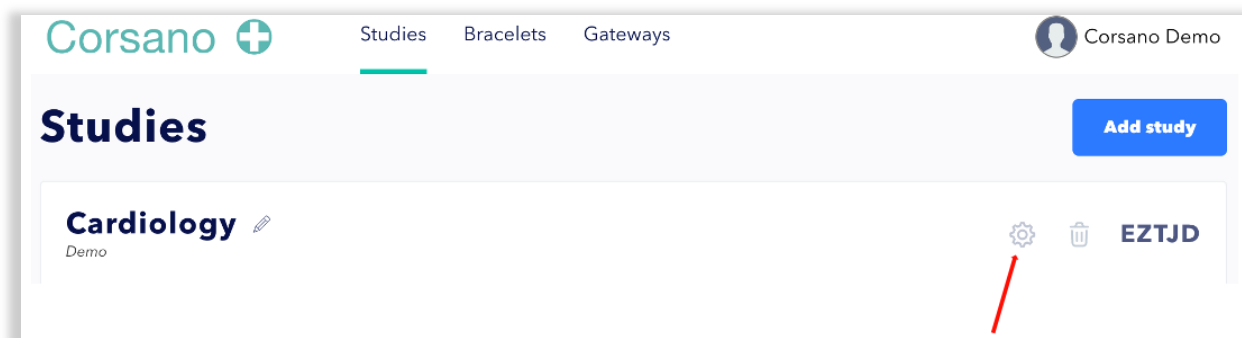 Corsano Studies Bracelets Gateways Corsano Demo
Studies Add study
Cardiology EZTJD
Demo